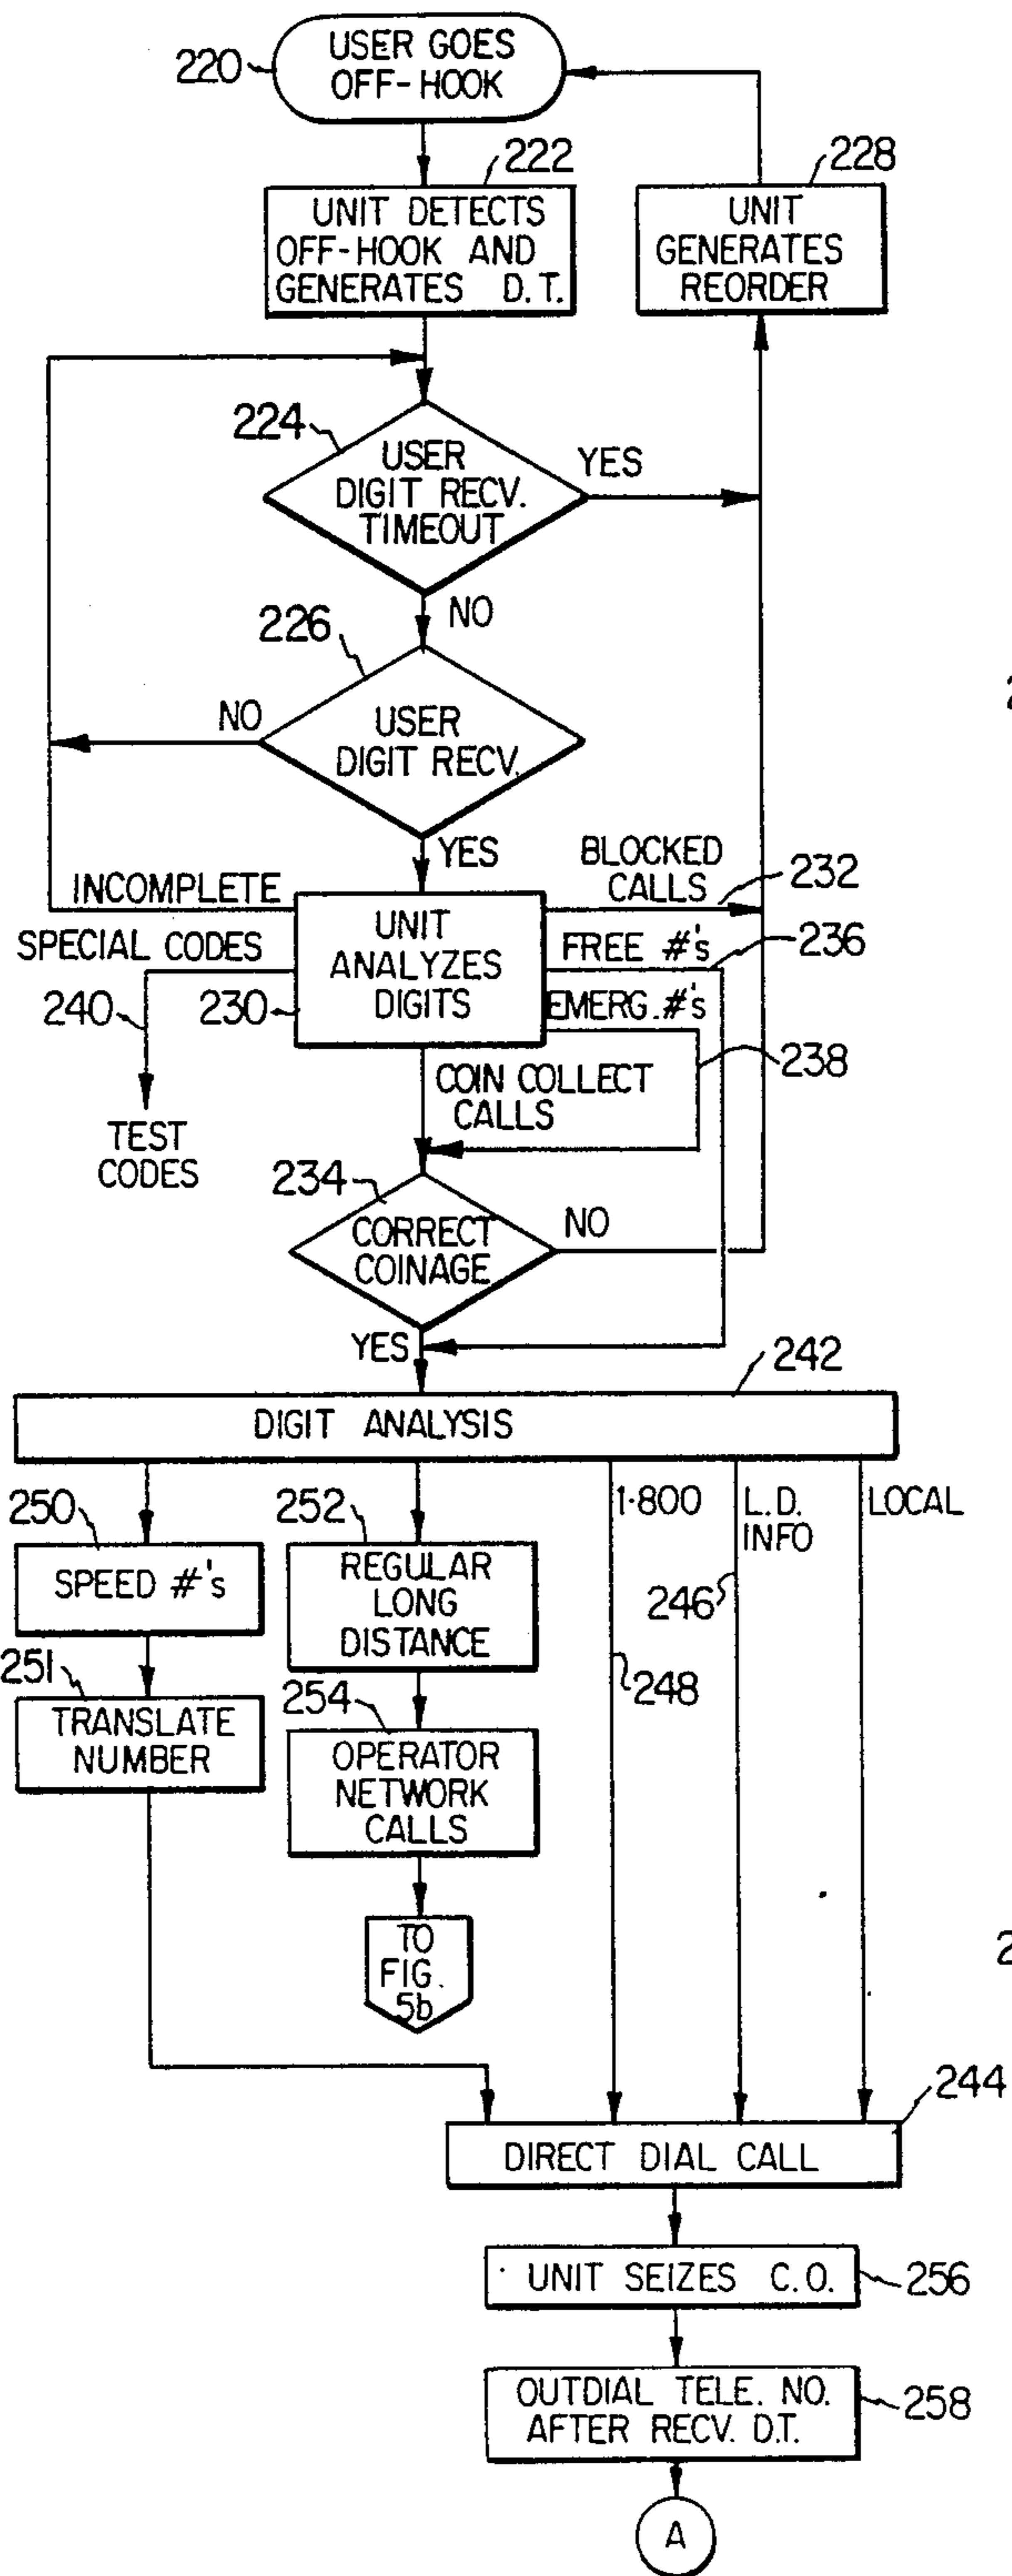 USER GOES
OFF-HOOK
220
222
UNIT DETECTS
OFF-HOOK AND
GENERATES D.T.
228
UNIT
GENERATES
REORDER
224
USER
DIGIT RECV.
TIMEOUT
YES
NO
226
USER
DIGIT RECV.
NO
YES
INCOMPLETE
BLOCKED
CALLS
232
UNIT
ANALYZES
DIGITS
SPECIAL CODES
FREE #'s
236
240
230
EMERG. #'s
238
COIN COLLECT
CALLS
TEST
CODES
234
CORRECT
COINAGE
NO
YES
242
DIGIT ANALYSIS
250
SPEED #'s
252
REGULAR
LONG
DISTANCE
1-800
L.D.
INFO
LOCAL
246
248
251
TRANSLATE
NUMBER
254
OPERATOR
NETWORK
CALLS
TO
FIG.
5b
244
DIRECT DIAL CALL
UNIT SEIZES C.O.
256
OUTDIAL TELE. NO.
AFTER RECV. D.T.
258
A